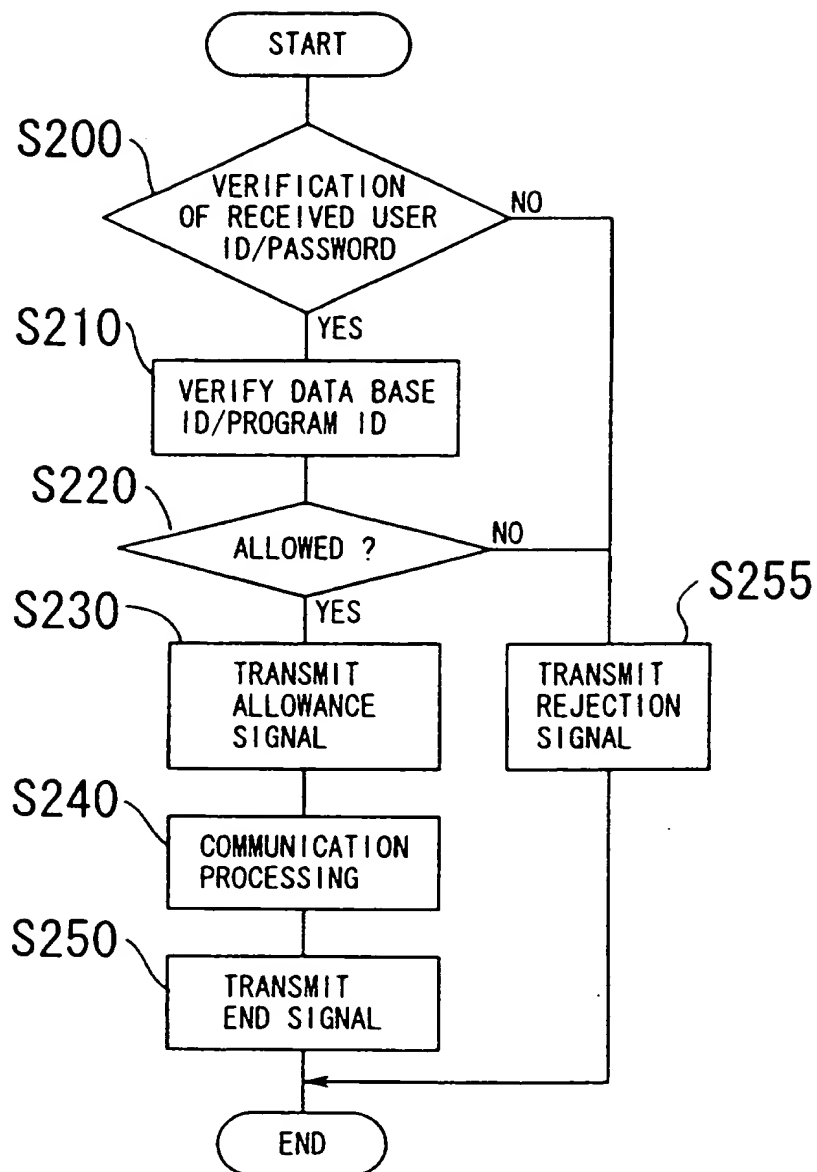 START
S200
VERIFICATION
OF RECEIVED USER
ID/PASSWORD
NO
YES
S210
VERIFY DATA BASE
ID/PROGRAM ID
S220
ALLOWED ?
NO
YES
S230
TRANSMIT
ALLOWANCE
SIGNAL
S255
TRANSMIT
REJECTION
SIGNAL
S240
COMMUNICATION
PROCESSING
S250
TRANSMIT
END SIGNAL
END